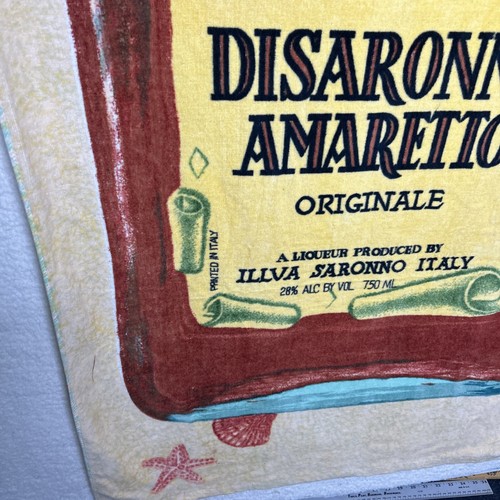 DISARONN
AMARETTO
ORIGINALE
PRINTED IN ITALY
A LIQUEUR PRODUCED BY
ILLVA SARONNO ITALY
28% ALC BY VOL 750 ML